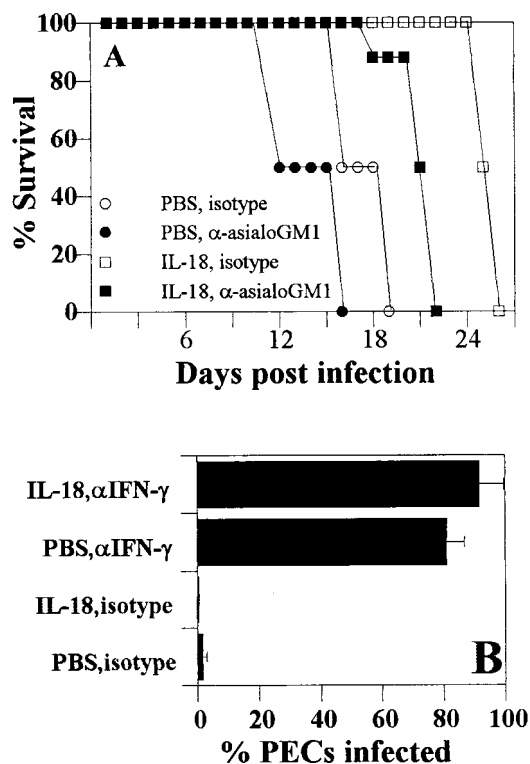 100
A
80
60
40
20
0
% Survival
PBS, isotype
PBS, α-asialoGM1
IL-18, isotype
IL-18, α-asialoGM1
6 12 18 24
Days post infection
IL-18,αIFN-γ
PBS,αIFN-γ
IL-18,isotype
PBS,isotype
B
0 20 40 60 80 100
% PECs infected